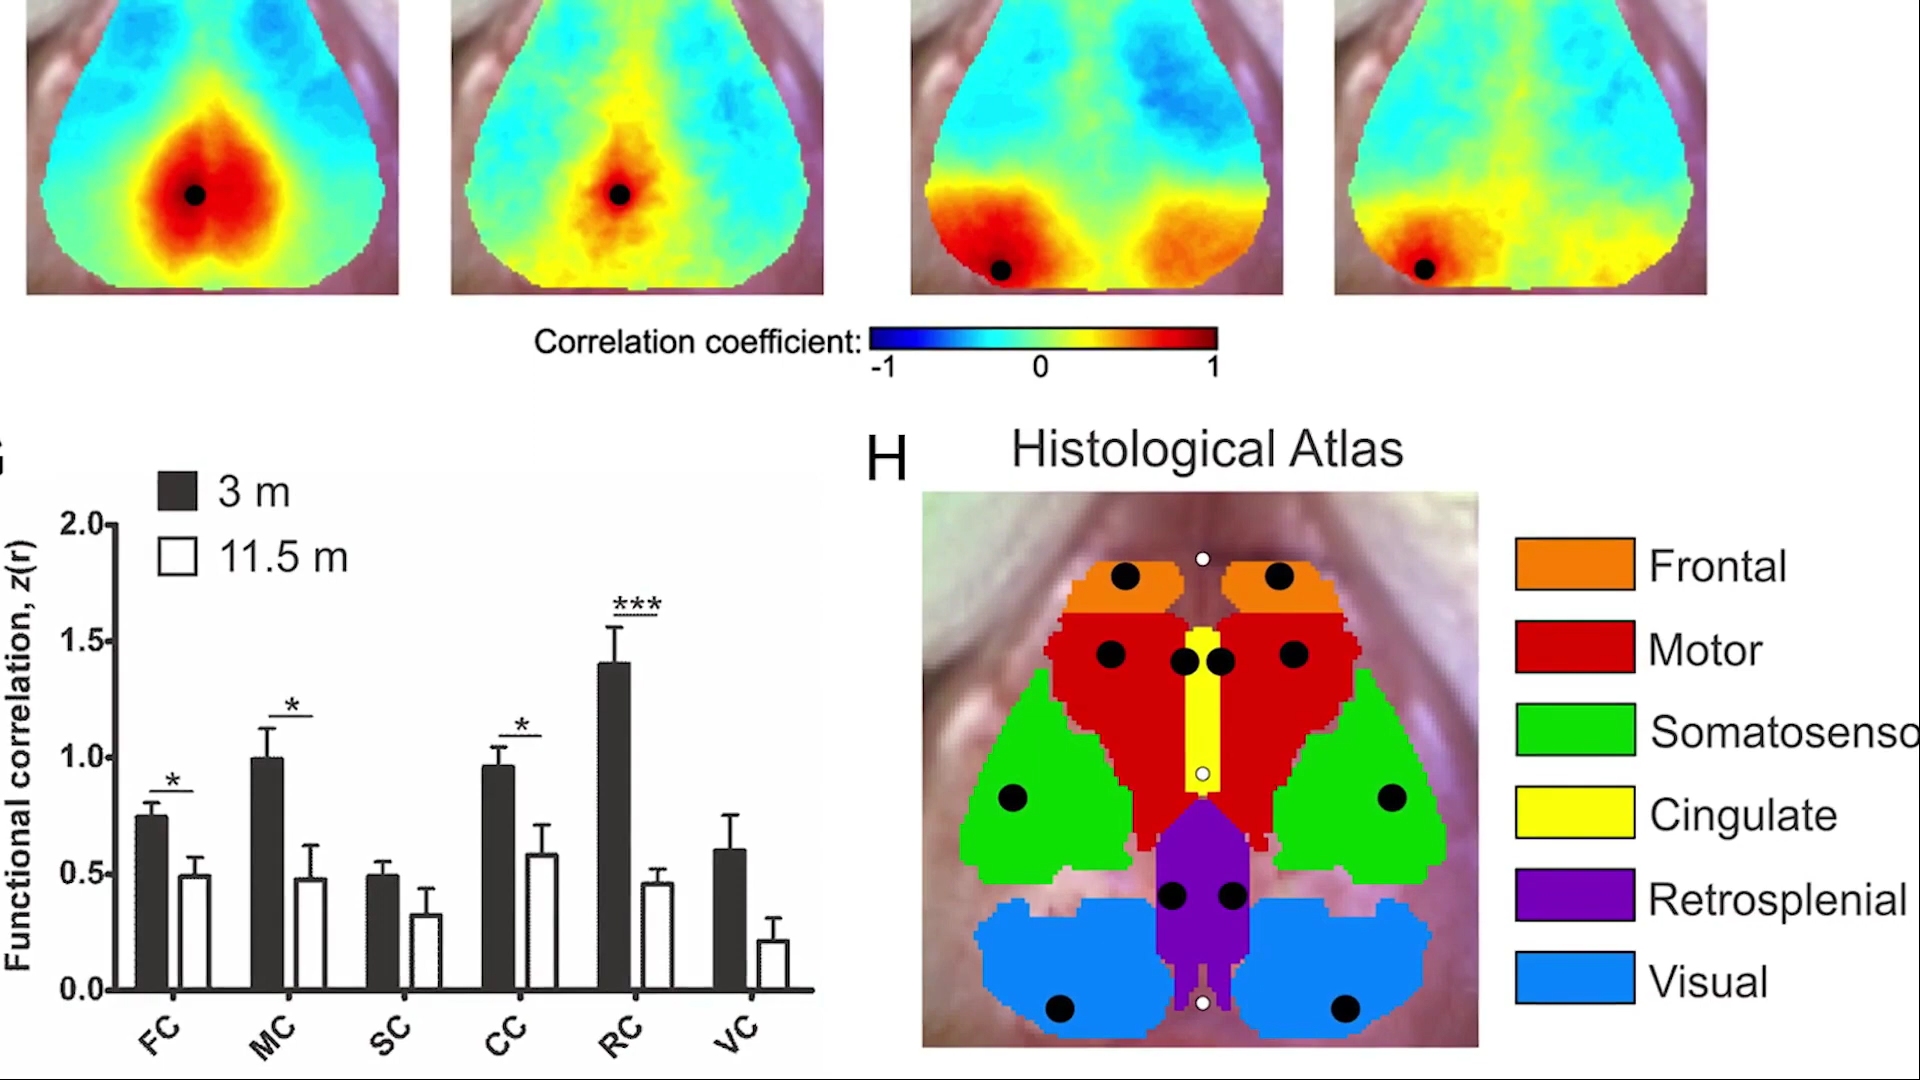 Correlation coefficient:
-1 0 1
H Histological Atlas
3 m
11.5 m
Functional correlation, z(r)
2.0
1.5
1.0
0.5
0.0
*
*
*
***
FC MC SC CC RC VC
Frontal
Motor
Somatosenso
Cingulate
Retrosplenial
Visual